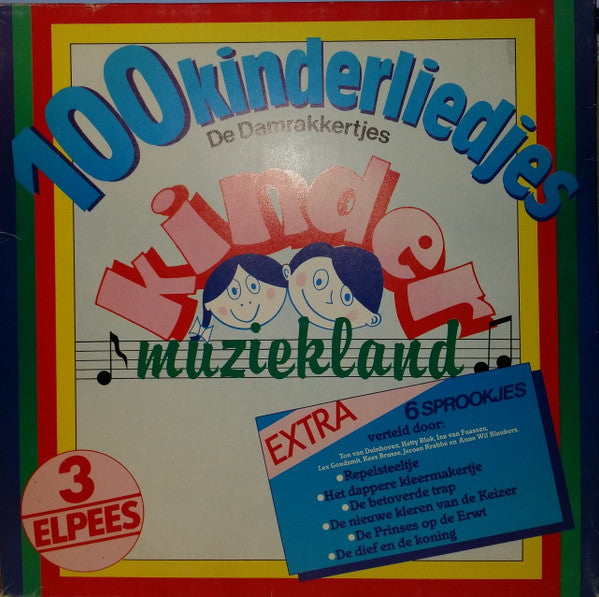 100 kinderliedjes
De Damrakkertjes
kinder
muziekland
EXTRA
6 SPROOKJES
verteld door:
Ton van Duinhoven, Hetty Blok, Ina van Faassen,
Lex Goudsmit, Kees Brusse, Jeroen Krabbé en Anne Wil Blankers.
•Repelsteeltje
•Het dappere kleermakertje
•De betoverde trap
•De nieuwe kleren van de Keizer
•De Prinses op de Erwt
•De dief en de koning
3
ELPEES